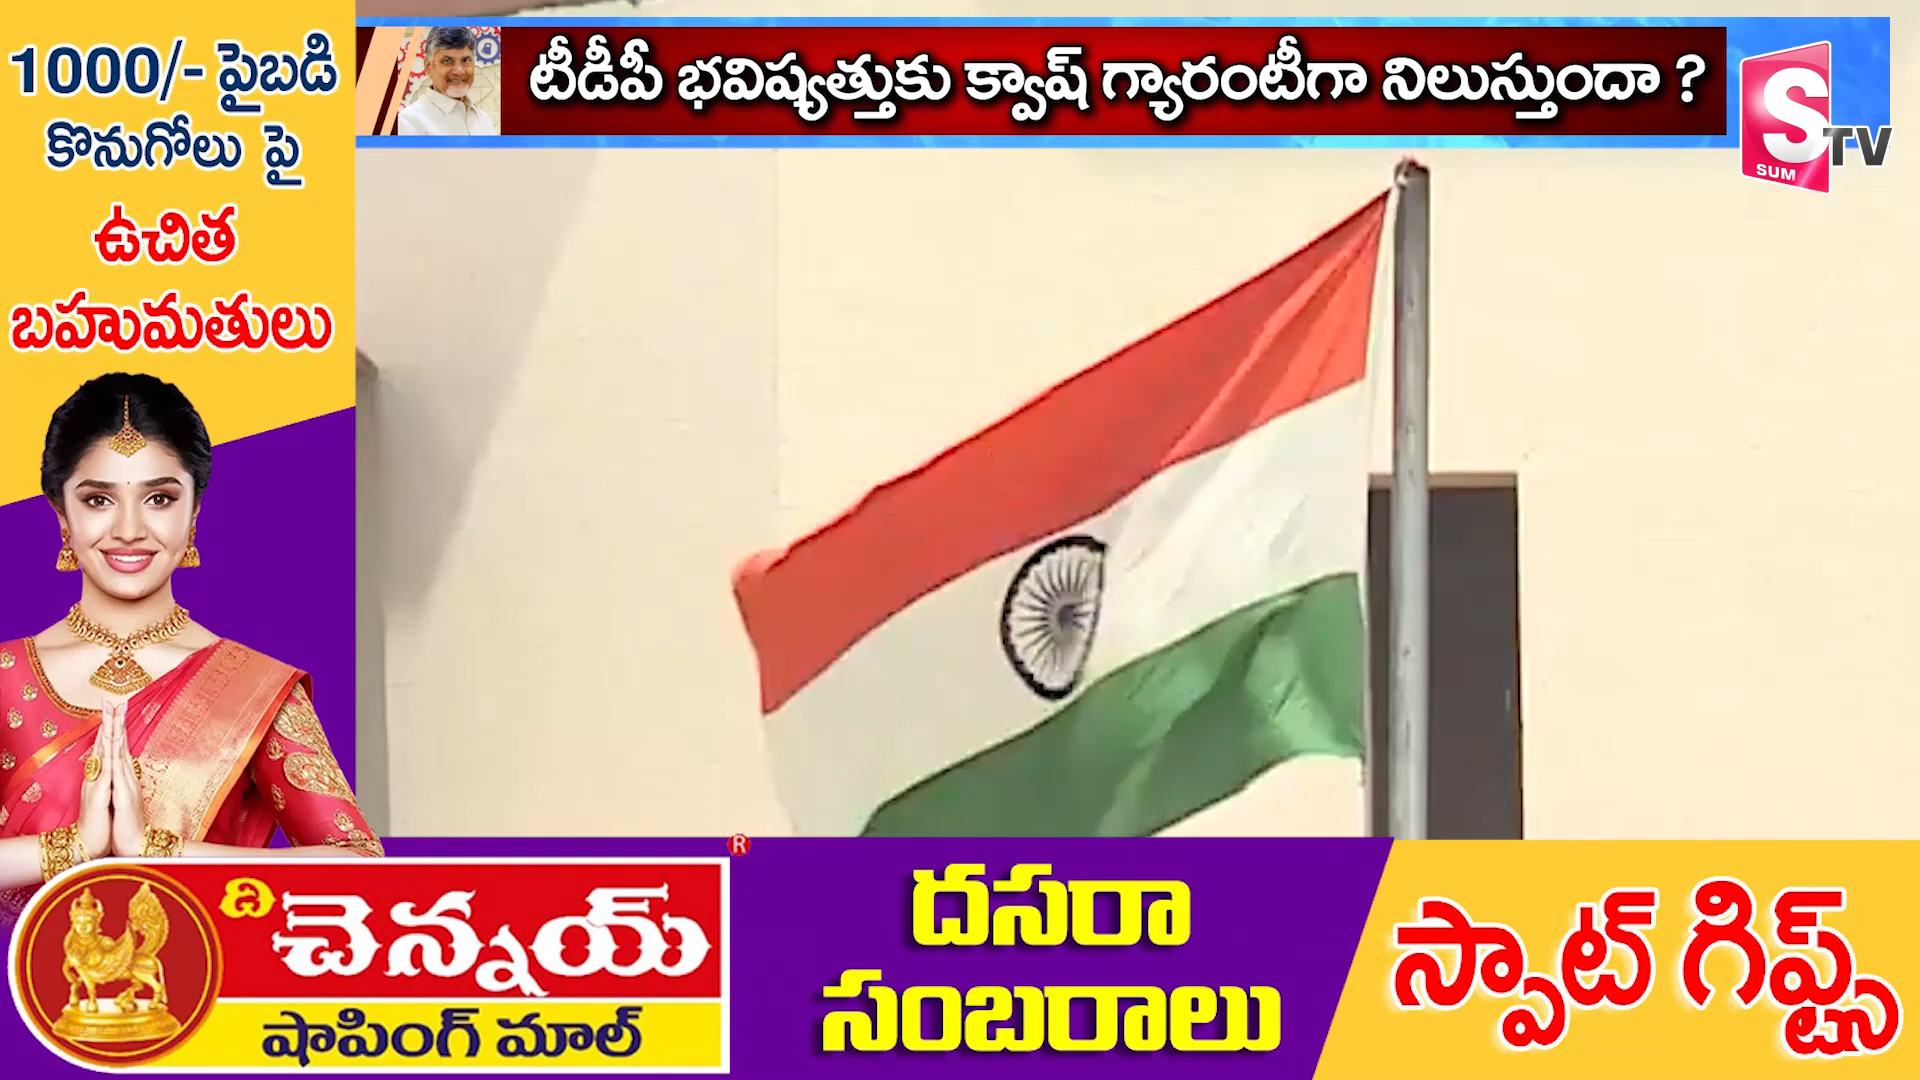 టీడీపీ భవిష్యత్తుకు క్వాష్ గ్యారంటీగా నిలుస్తుందా ?
S TV
SUM
1000/- పైబడి
కొనుగోలు పై
ఉచిత
బహుమతులు
ది చెన్నయ్
షాపింగ్ మాల్
R
దసరా
సంబరాలు
స్పాట్ గిఫ్ట్స్